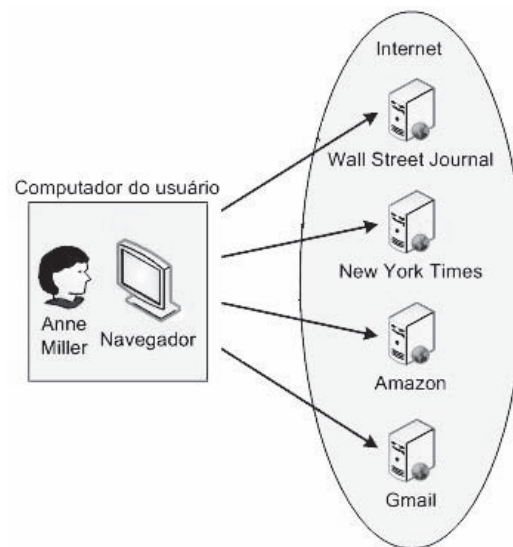 Internet
Wall Street Journal
Computador do usuário
New York Times
Anne
Miller
Navegador
Amazon
Gmail